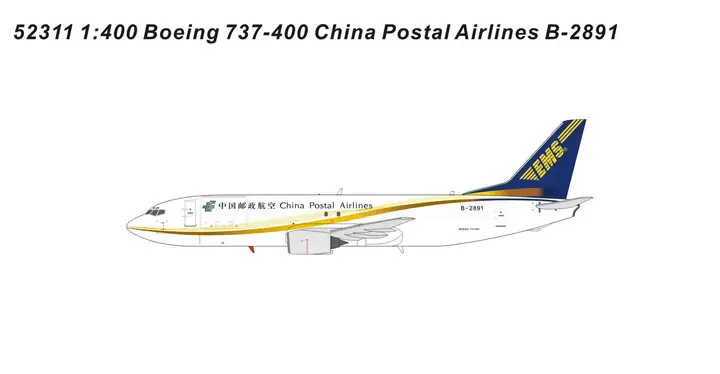 52311 1:400 Boeing 737-400 China Postal Airlines B-2891
EMS
中国邮政航空 China Postal Airlines
B-2891